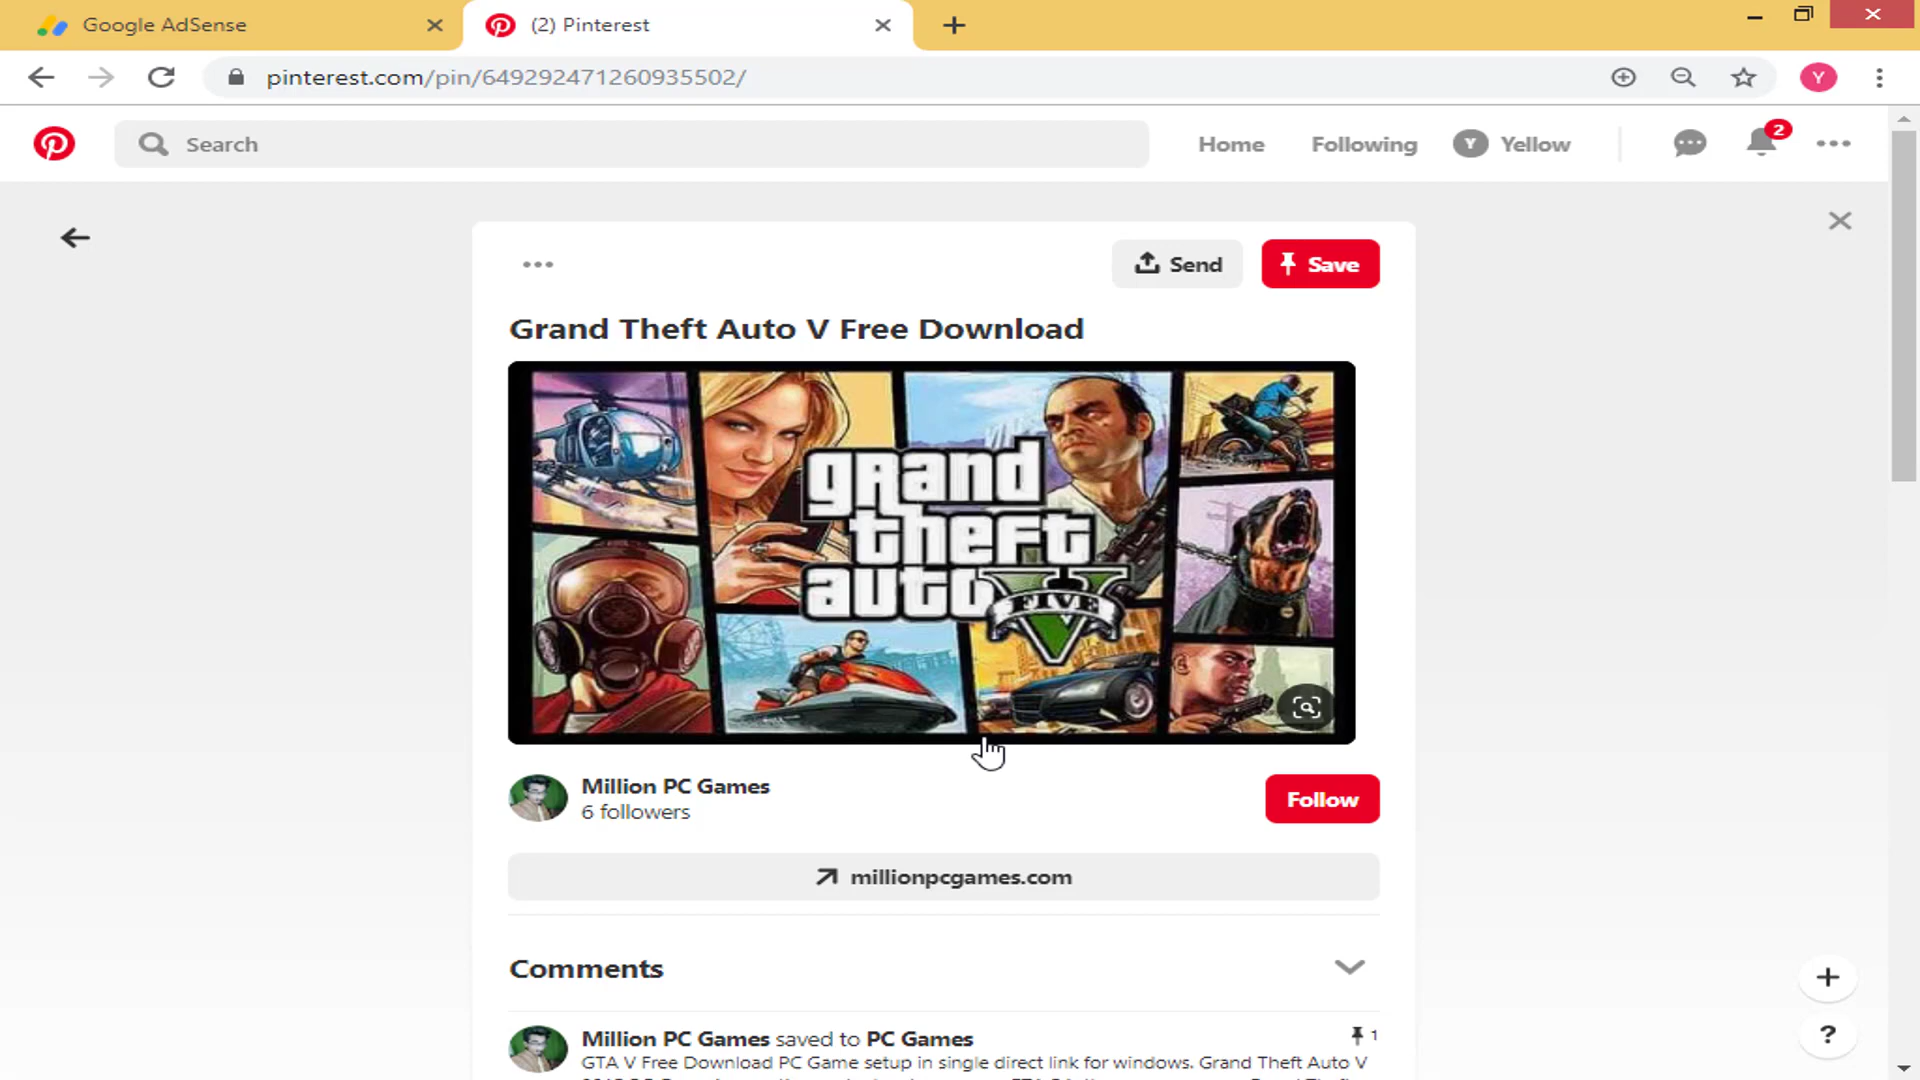 Google AdSense
(2) Pinterest
pinterest.com/pin/649292471260935502/
Y
Search
Home
Following
Y
Yellow
2
Send
Save
Grand Theft Auto V Free Download
grand
theft
auto
FIVE
Million PC Games
6 followers
Follow
millionpcgames.com
Comments
Million PC Games saved to PC Games
1
GTA V Free Download PC Game setup in single direct link for windows. Grand Theft Auto V
?